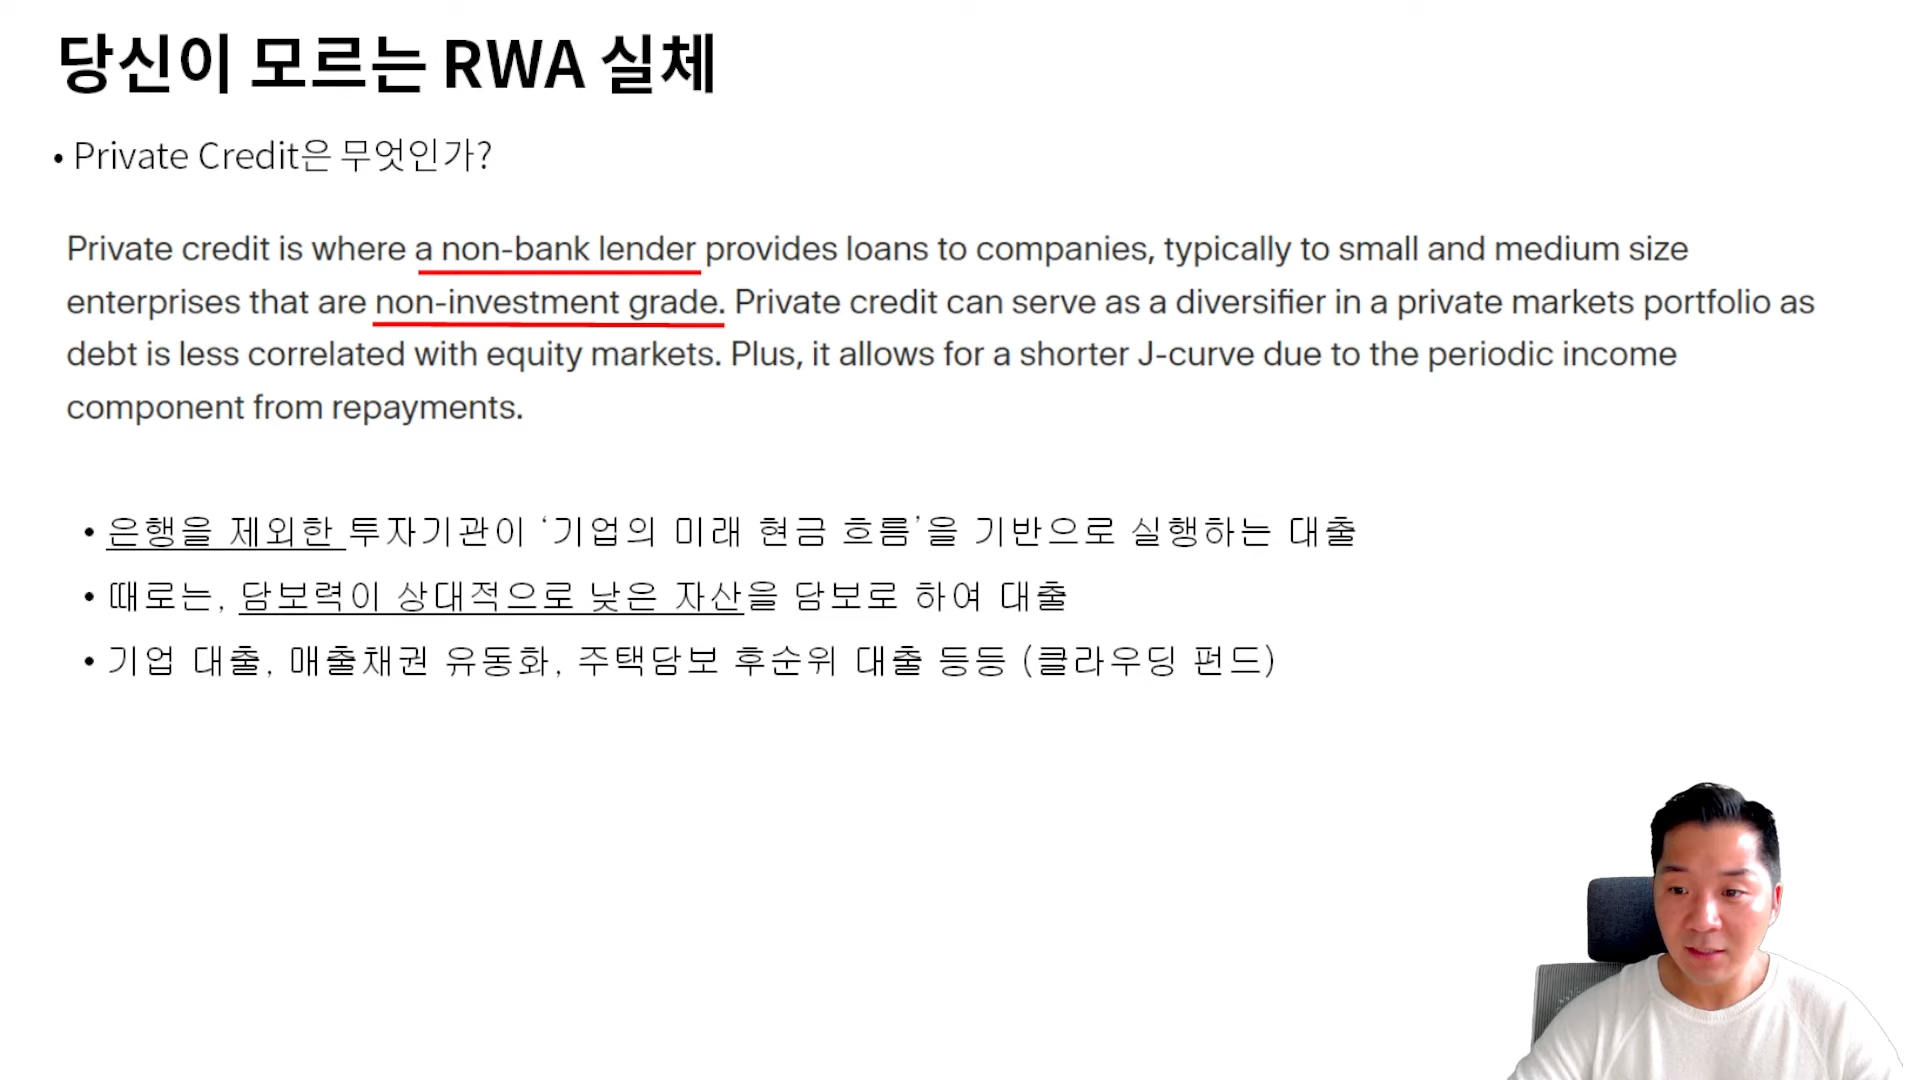 당신이 모르는 RWA 실체
• Private Credit은 무엇인가?
Private credit is where a non-bank lender provides loans to companies, typically to small and medium size
enterprises that are non-investment grade. Private credit can serve as a diversifier in a private markets portfolio as
debt is less correlated with equity markets. Plus, it allows for a shorter J-curve due to the periodic income
component from repayments.
• 은행을 제외한 투자기관이 ‘기업의 미래 현금 흐름’을 기반으로 실행하는 대출
• 때로는, 담보력이 상대적으로 낮은 자산을 담보로 하여 대출
• 기업 대출, 매출채권 유동화, 주택담보 후순위 대출 등등 (클라우딩 펀드)